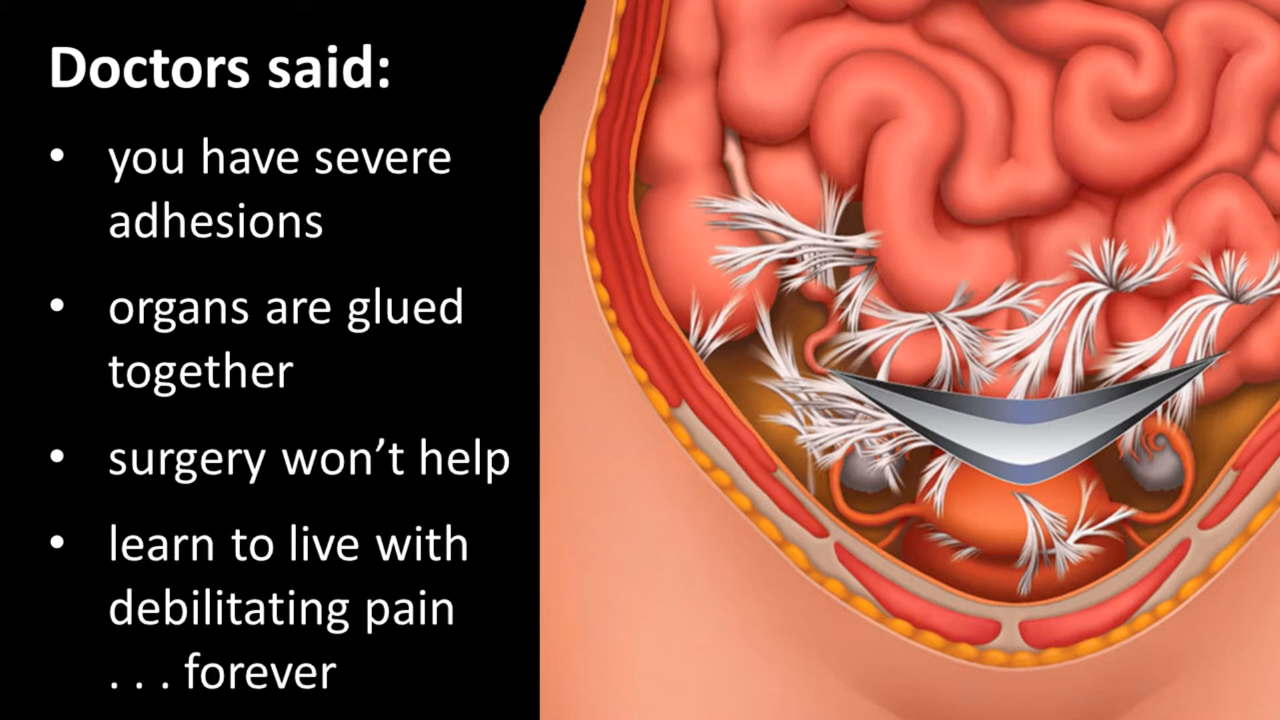 Doctors said:
• you have severe
adhesions
• organs are glued
together
• surgery won’t help
• learn to live with
debilitating pain
. . . forever